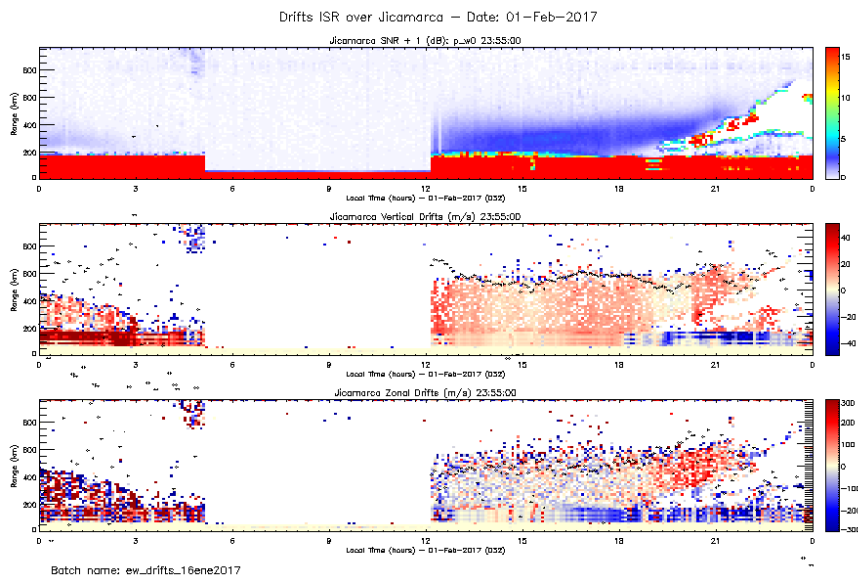 Drifts ISR over Jicamarca – Date: 01-Feb-2017
Jicamarca SNR + 1 (dB): p_w0 23:55:00
Range (km)
800
600
400
200
0
0 3 6 9 12 15 18 21 0
Local Time (hours) – 01-Feb-2017 (032)
15
10
5
0
Jicamarca Vertical Drifts (m/s) 23:55:00
Range (km)
800
600
400
200
0
0 3 6 9 12 15 18 21 0
Local Time (hours) – 01-Feb-2017 (032)
40
20
0
-20
-40
Jicamarca Zonal Drifts (m/s) 23:55:00
Range (km)
800
600
400
200
0
0 3 6 9 12 15 18 21 0
Local Time (hours) – 01-Feb-2017 (032)
300
200
100
0
-100
-200
-300
Batch name: ew_drifts_16ene2017